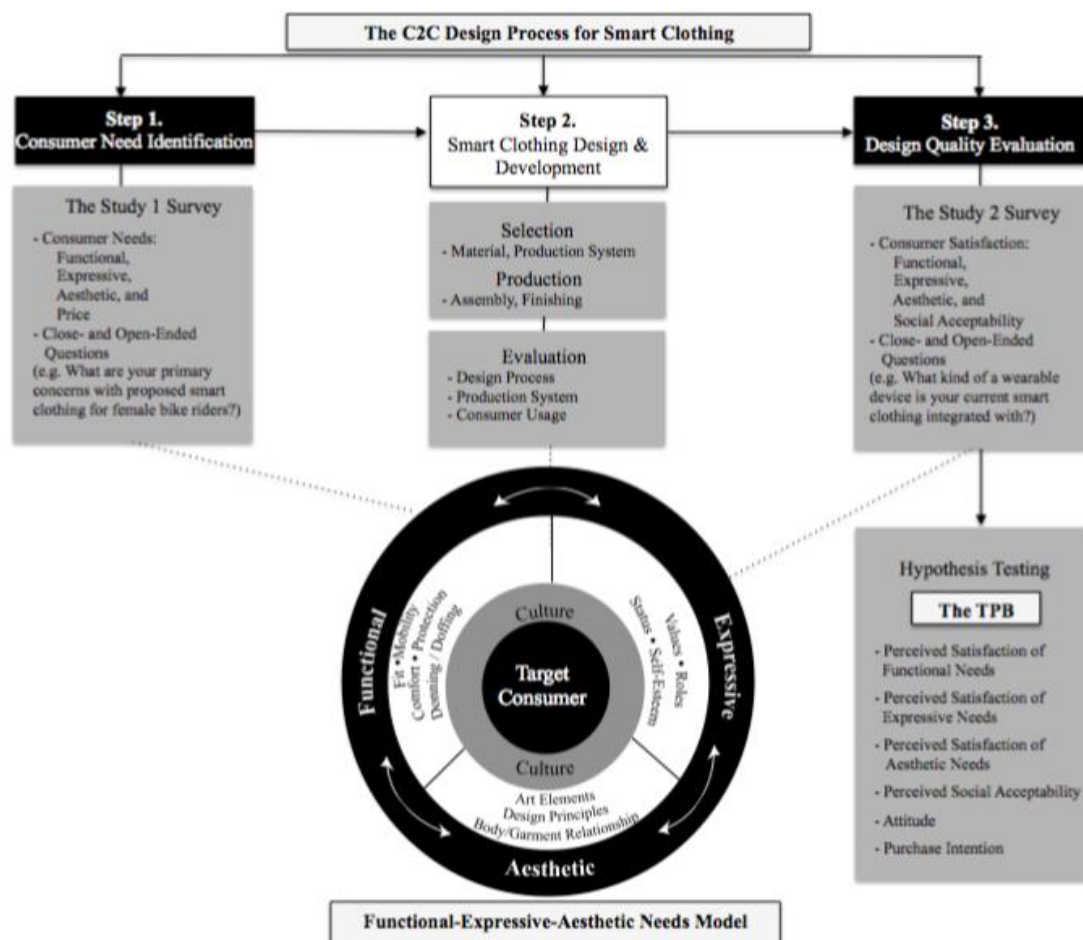 The C2C Design Process for Smart Clothing
Step 1.
Consumer Need Identification
The Study 1 Survey
- Consumer Needs:
Functional,
Expressive,
Aesthetic, and
Price
- Close- and Open-Ended
Questions
(e.g. What are your primary
concerns with proposed smart
clothing for female bike riders?)
Step 2.
Smart Clothing Design &
Development
Selection
- Material, Production System
Production
- Assembly, Finishing
Evaluation
- Design Process
- Production System
- Consumer Usage
Step 3.
Design Quality Evaluation
The Study 2 Survey
- Consumer Satisfaction:
Functional,
Expressive,
Aesthetic, and
Social Acceptability
- Close- and Open-Ended
Questions
(e.g. What kind of a wearable
device is your current smart
clothing integrated with?)
Hypothesis Testing
The TPB
- Perceived Satisfaction of
Functional Needs
- Perceived Satisfaction of
Expressive Needs
- Perceived Satisfaction of
Aesthetic Needs
- Perceived Social Acceptability
- Attitude
- Purchase Intention
Functional
Fit • Mobility
Comfort • Protection
Donning / Doffing
Culture
Target
Consumer
Culture
Expressive
Values • Roles
Status • Self-Esteem
Art Elements
Design Principles
Body/Garment Relationship
Aesthetic
Functional-Expressive-Aesthetic Needs Model